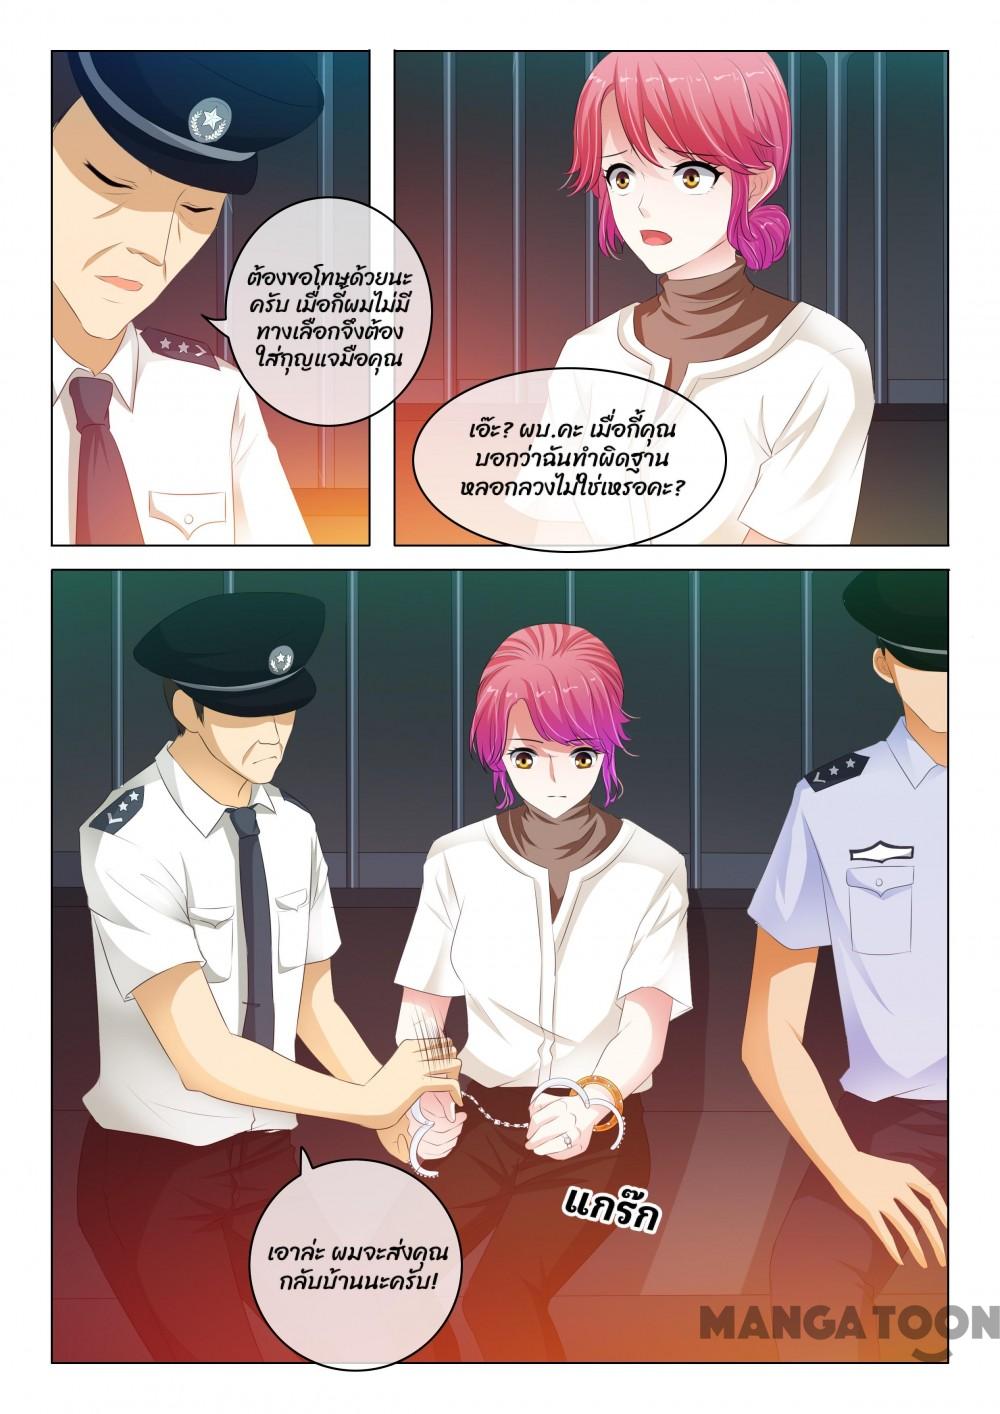 ต้องขอโทษด้วยนะ
ครับ เมื่อกี้ผมไม่มี
ทางเลือกจึงต้อง
ใส่กุญแจมือคุณ
เอ๊ะ? ผบ.คะ เมื่อกี้คุณ
บอกว่าฉันทำผิดฐาน
หลอกลวงไม่ใช่เหรอคะ?
แกร๊ก
เอาล่ะ ผมจะส่งคุณ
กลับบ้านนะครับ!
MANGATOON